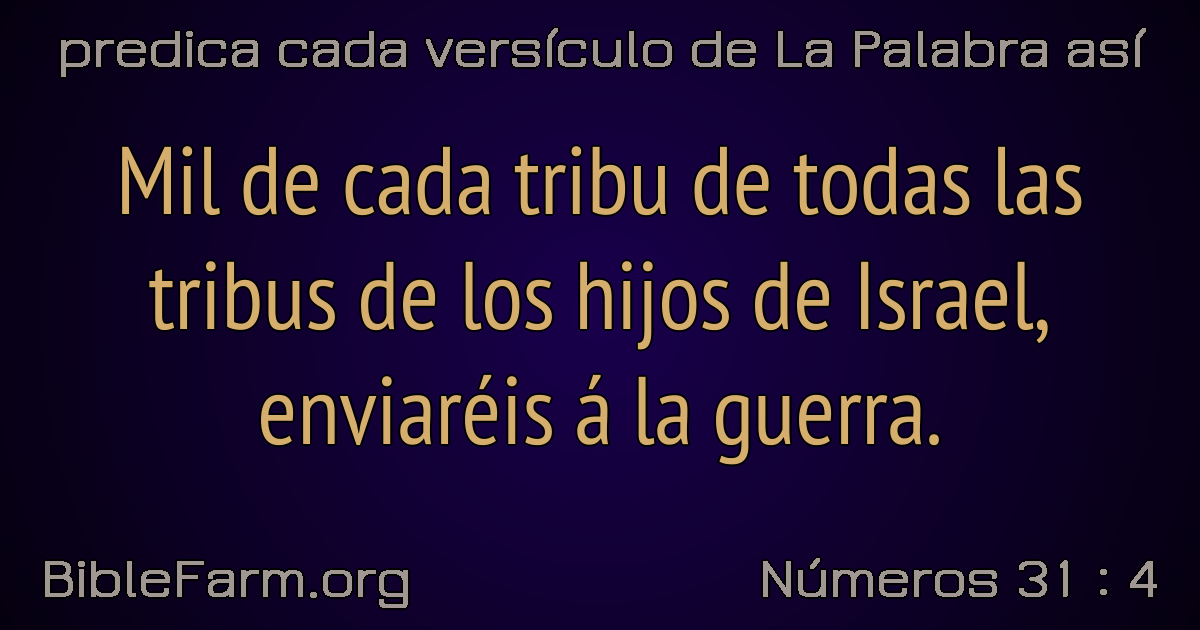 predica cada versículo de La Palabra así
Mil de cada tribu de todas las
tribus de los hijos de Israel,
enviaréis á la guerra.
BibleFarm.org
Números 31 : 4